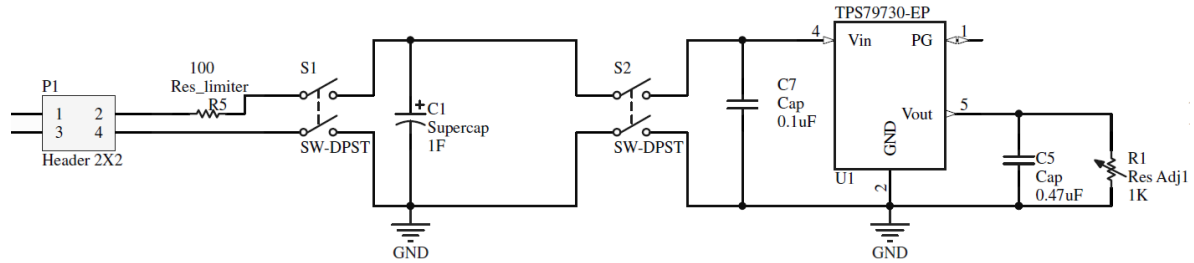 TPS79730-EP
4
Vin
PG
1
100
Res_limiter
R5
S1
S2
P1
1 2
3 4
Header 2X2
SW-DPST
C1
Supercap
1F
SW-DPST
C7
Cap
0.1uF
Vout
5
GND
U1
2
C5
Cap
0.47uF
R1
Res Adj1
1K
GND
GND